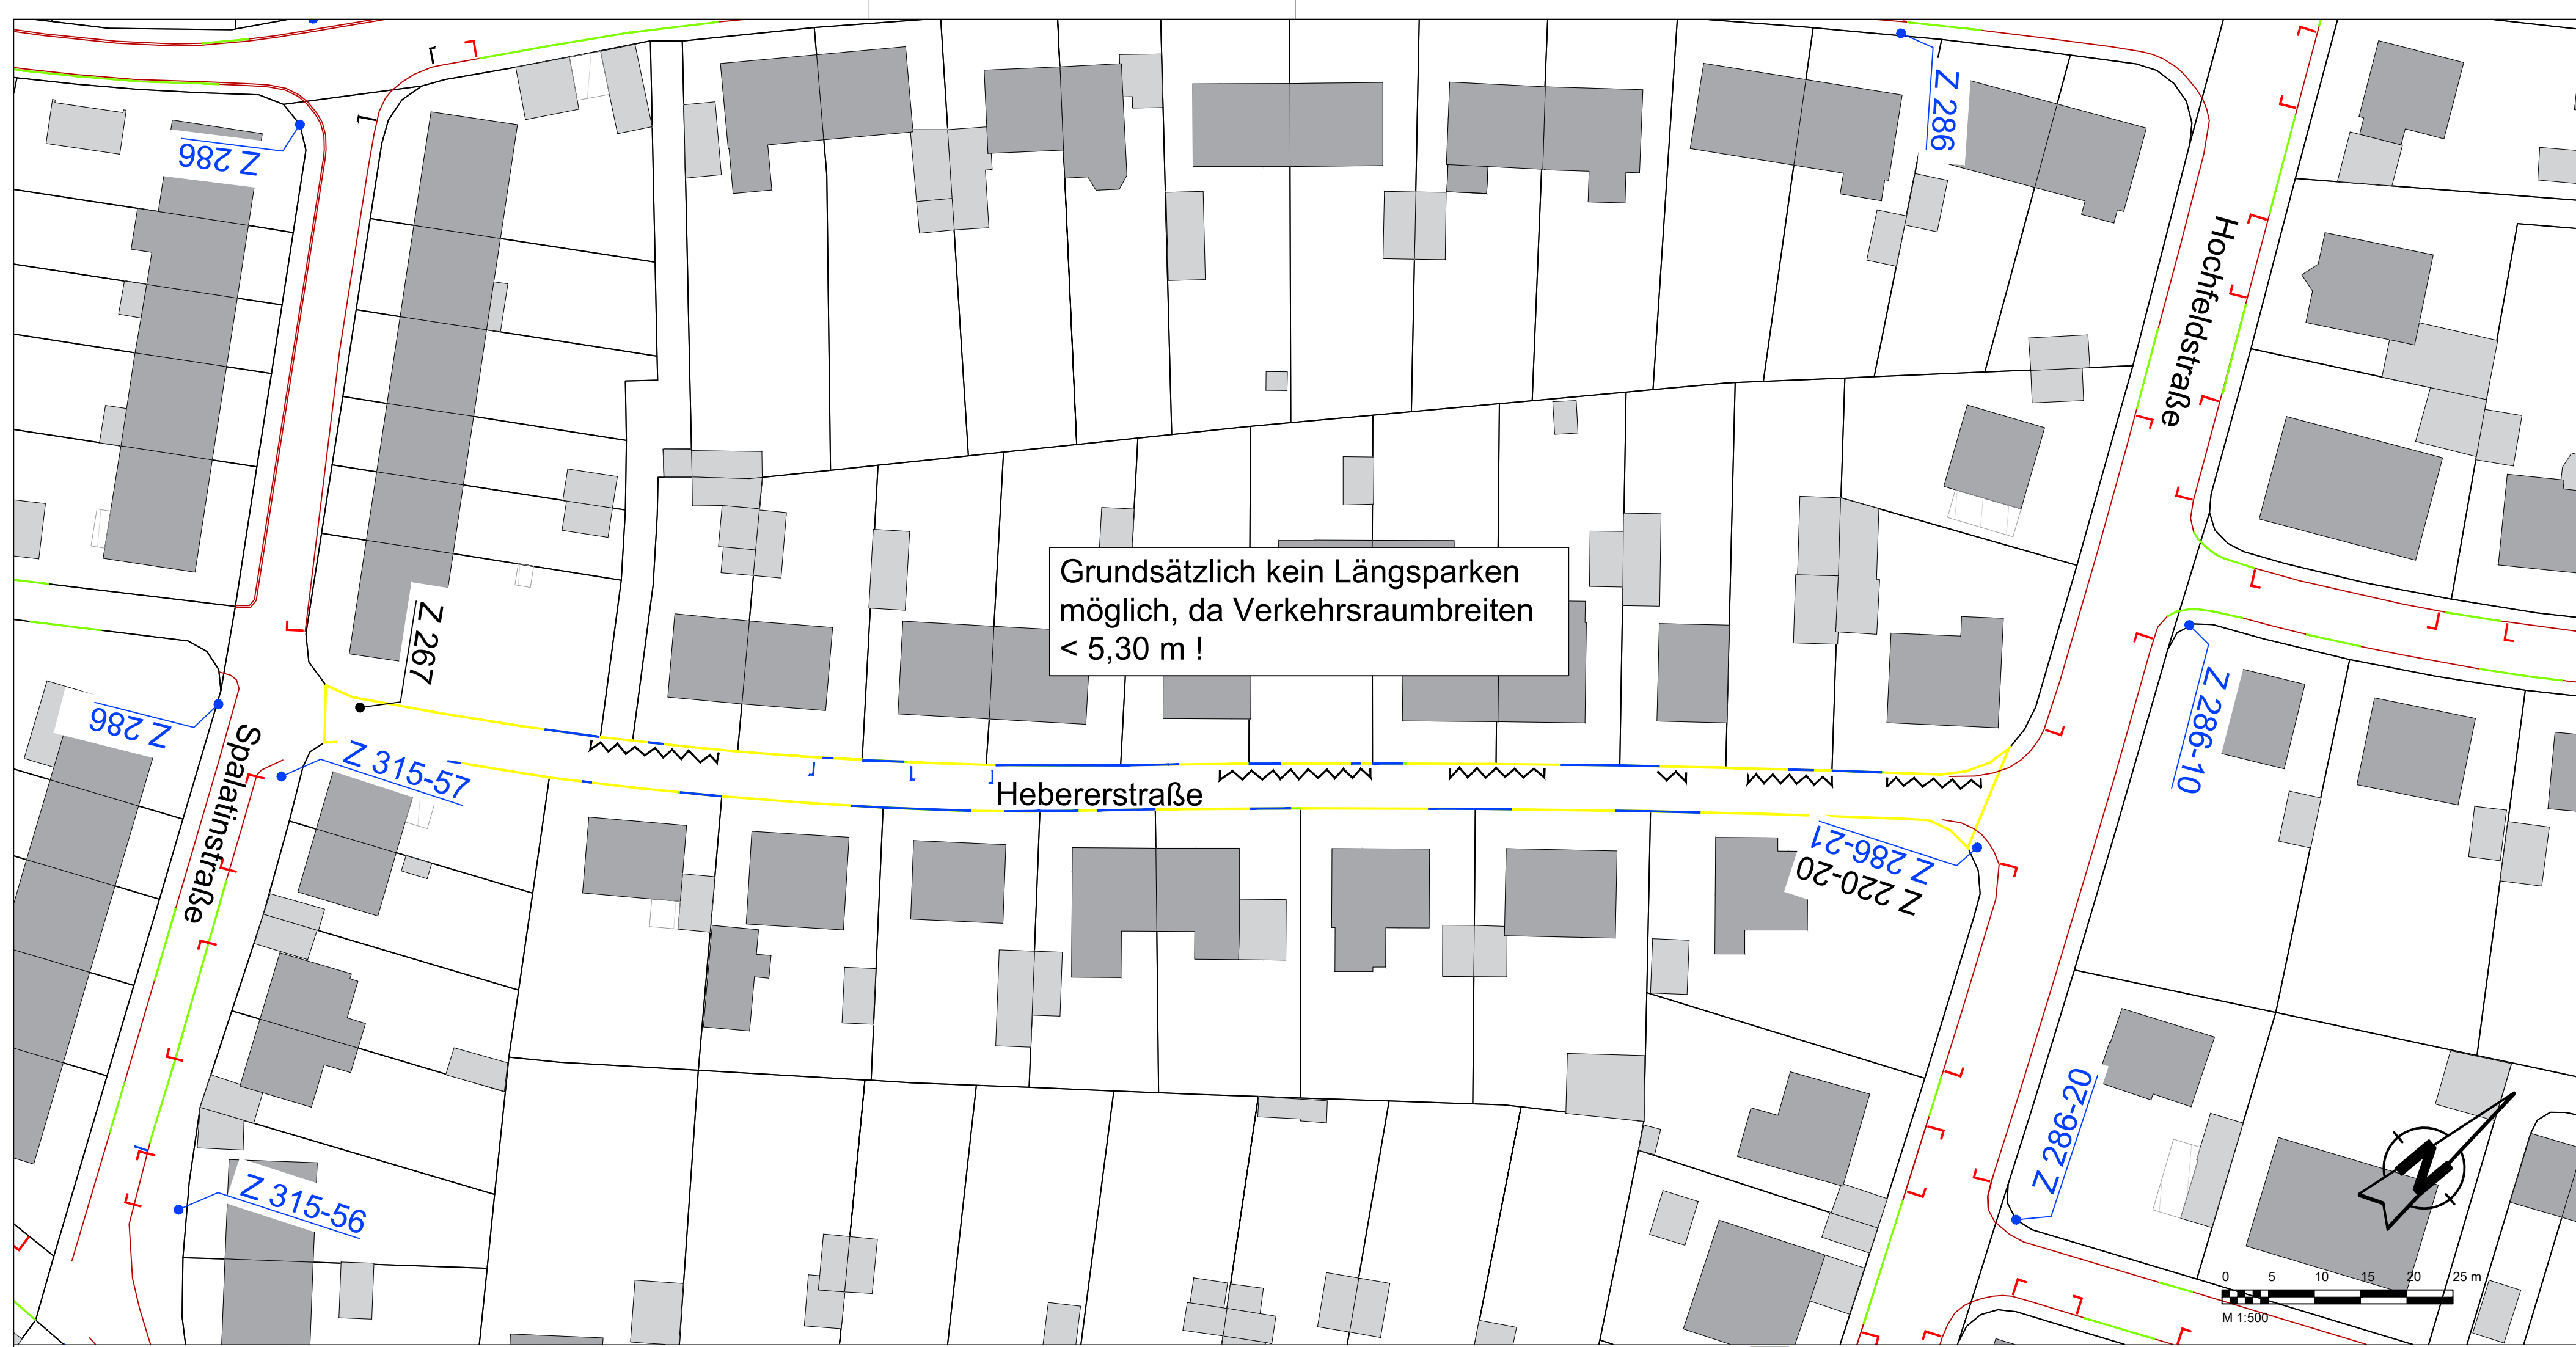 Z 286
Z 286
Hochfeldstraße
Grundsätzlich kein Längsparken
möglich, da Verkehrsraumbreiten
< 5,30 m !
Z 267
Z 286
Z 315-57
Spalatinstraße
Hebererstraße
Z 286-10
Z 286-21
Z 220-20
Z 286-20
Z 315-56
N
0 5 10 15 20 25 m
M 1:500